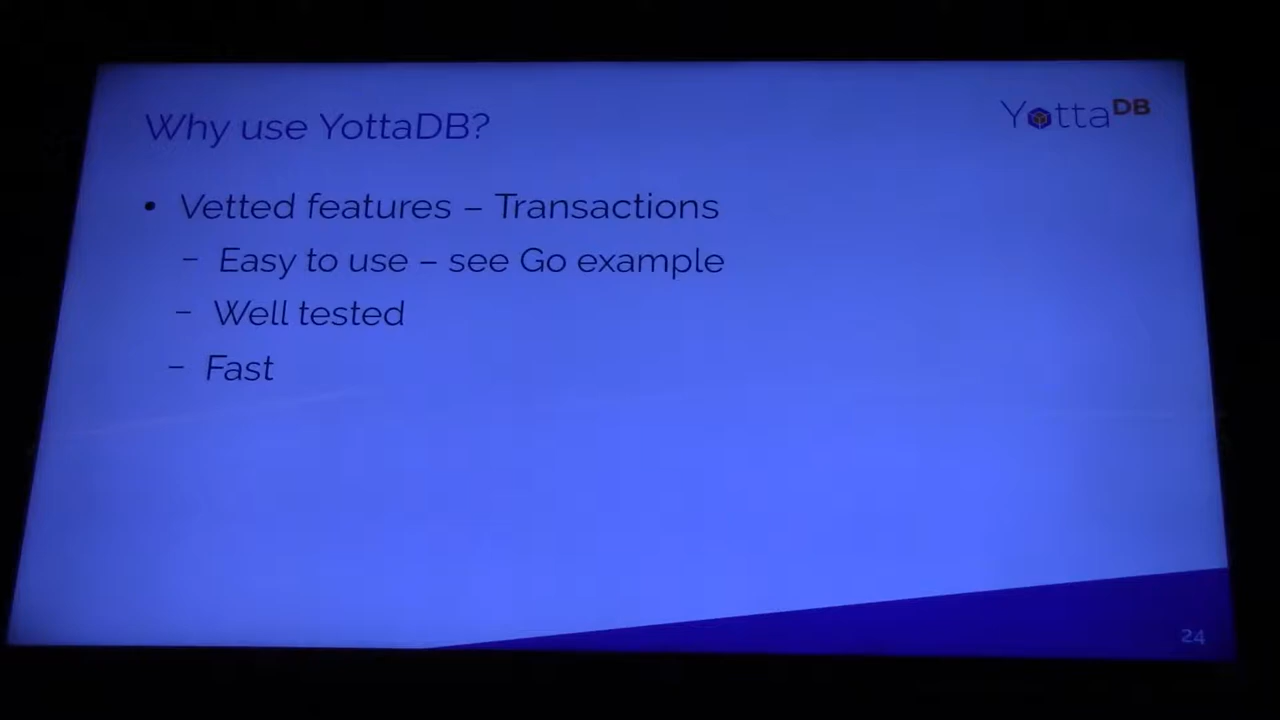 Why use YottaDB?
YottaDB
• Vetted features – Transactions
– Easy to use – see Go example
– Well tested
– Fast
24